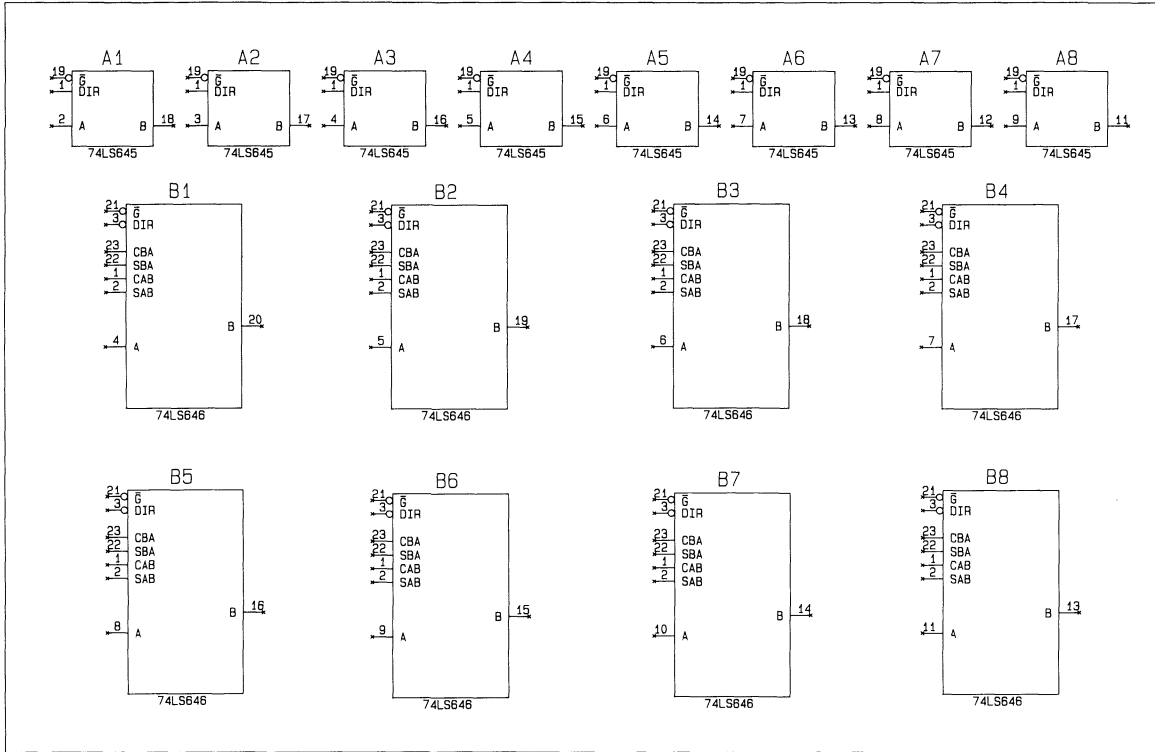 A1 A2 A3 A4 A5 A6 A7 A8
19 G̅ 19 G̅ 19 G̅ 19 G̅ 19 G̅ 19 G̅ 19 G̅ 19 G̅
1 DIR 1 DIR 1 DIR 1 DIR 1 DIR 1 DIR 1 DIR 1 DIR
2 A B 18 3 A B 17 4 A B 16 5 A B 15 6 A B 14 7 A B 13 8 A B 12 9 A B 11
74LS645 74LS645 74LS645 74LS645 74LS645 74LS645 74LS645 74LS645
B1 B2 B3 B4
21 G̅ 21 G̅ 21 G̅ 21 G̅
3 DIR 3 DIR 3 DIR 3 DIR
23 CBA 23 CBA 23 CBA 23 CBA
22 SBA 22 SBA 22 SBA 22 SBA
1 CAB 1 CAB 1 CAB 1 CAB
2 SAB 2 SAB 2 SAB 2 SAB
B 20 B 19 B 18 B 17
4 A 5 A 6 A 7 A
74LS646 74LS646 74LS646 74LS646
B5 B6 B7 B8
21 G̅ 21 G̅ 21 G̅ 21 G̅
3 DIR 3 DIR 3 DIR 3 DIR
23 CBA 23 CBA 23 CBA 23 CBA
22 SBA 22 SBA 22 SBA 22 SBA
1 CAB 1 CAB 1 CAB 1 CAB
2 SAB 2 SAB 2 SAB 2 SAB
B 16 B 15 B 14 B 13
8 A 9 A 10 A 11 A
74LS646 74LS646 74LS646 74LS646